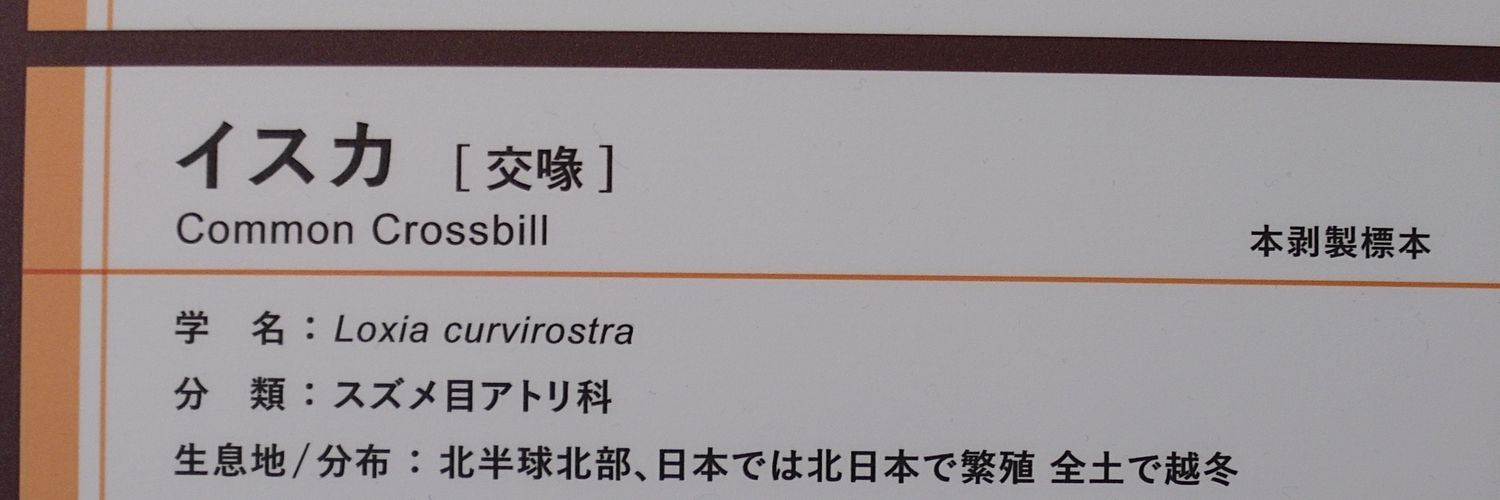 イスカ [交喙]
Common Crossbill
本剥製標本
学　名：Loxia curvirostra
分　類：スズメ目アトリ科
生息地/分布：北半球北部、日本では北日本で繁殖 全土で越冬